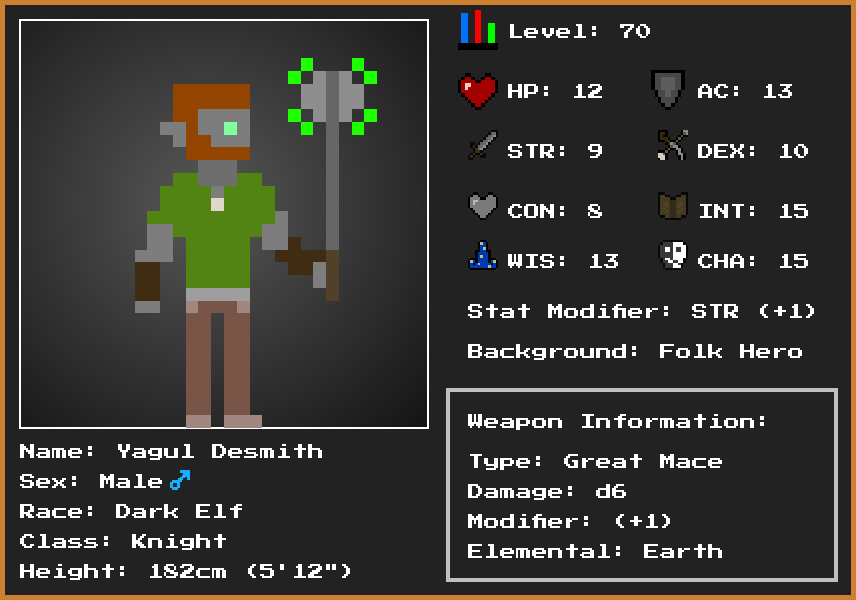 Level: 70
HP: 12
AC: 13
STR: 9
DEX: 10
CON: 8
INT: 15
WIS: 13
CHA: 15
Stat Modifier: STR (+1)
Background: Folk Hero
Weapon Information:
Type: Great Mace
Damage: d6
Modifier: (+1)
Elemental: Earth
Name: Yagul Desmith
Sex: Male ♂
Race: Dark Elf
Class: Knight
Height: 182cm (5'12")